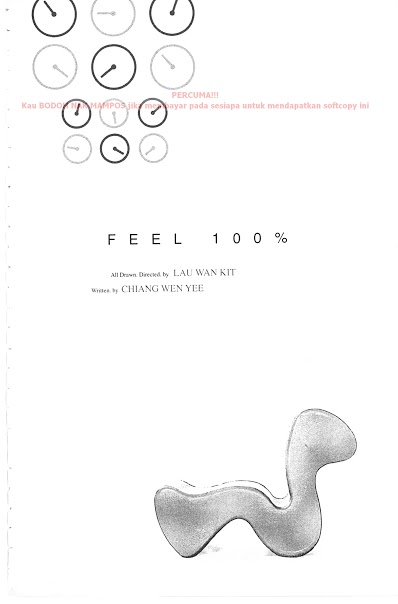 PERCUMA!!!
Kau BODOH NAK MAMPOS jika membayar pada sesiapa untuk mendapatkan softcopy ini
FEEL 100%
All Drawn. Directed. by LAU WAN KIT
Written. by CHIANG WEN YEE